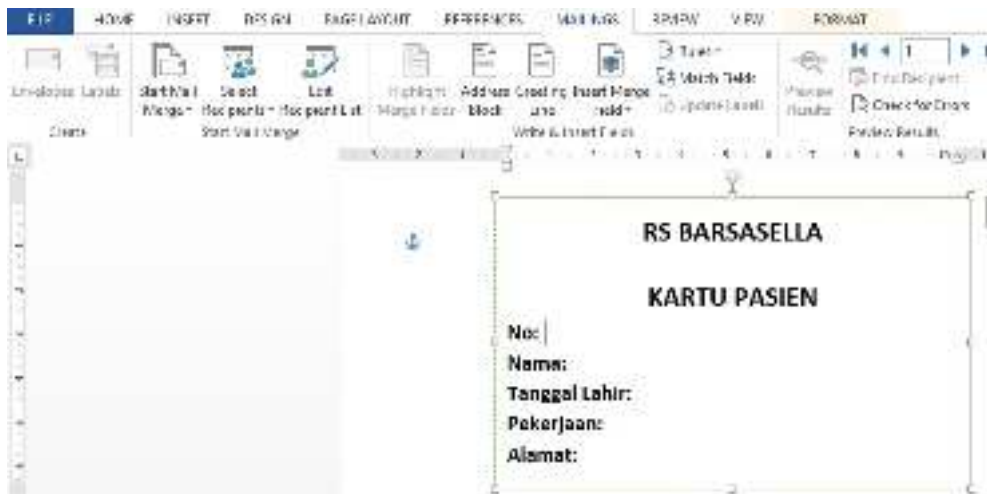 FILE HOME INSERT DESIGN PAGE LAYOUT REFERENCES MAILINGS REVIEW VIEW FORMAT
Envelopes Labels Start Mail Merge Select Recipients Edit Recipient List Highlight Merge Fields Address Block Greeting Line Insert Merge Field Rules Match Fields Update Labels Preview Results 1 Find Recipient Check for Errors
Create Start Mail Merge Write & Insert Fields Preview Results
RS BARSASELLA
KARTU PASIEN
No:
Nama:
Tanggal Lahir:
Pekerjaan:
Alamat: